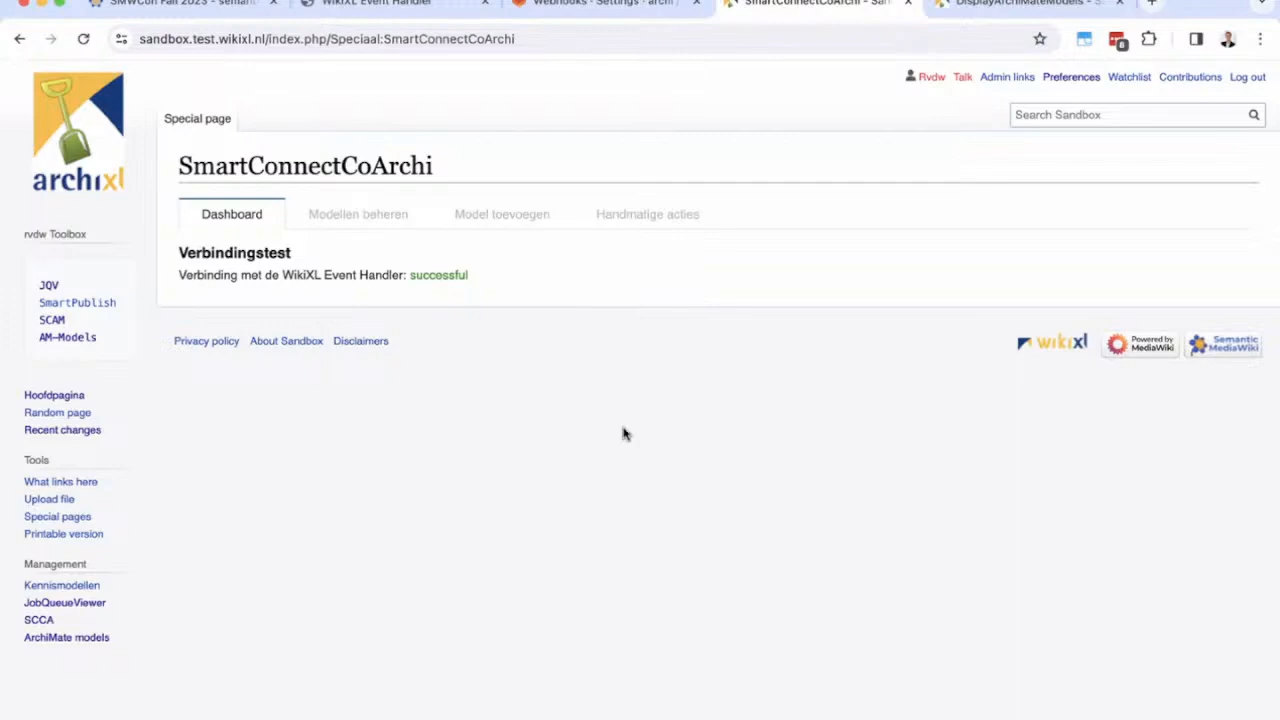 SMWCon Fall 2023 - semant
WikiXL Event Handler
Webhooks · Settings · archi
SmartConnectCoArchi - San
DisplayArchiMateModels - S
sandbox.test.wikixl.nl/index.php/Speciaal:SmartConnectCoArchi
8
Rvdw Talk Admin links Preferences Watchlist Contributions Log out
archixl
Special page
Search Sandbox
SmartConnectCoArchi
Dashboard Modellen beheren Model toevoegen Handmatige acties
Verbindingstest
Verbinding met de WikiXL Event Handler: successful
rvdw Toolbox
JQV
SmartPublish
SCAM
AM-Models
Privacy policy About Sandbox Disclaimers
wikixl
Powered by
MediaWiki
Semantic
MediaWiki
Hoofdpagina
Random page
Recent changes
Tools
What links here
Upload file
Special pages
Printable version
Management
Kennismodellen
JobQueueViewer
SCCA
ArchiMate models